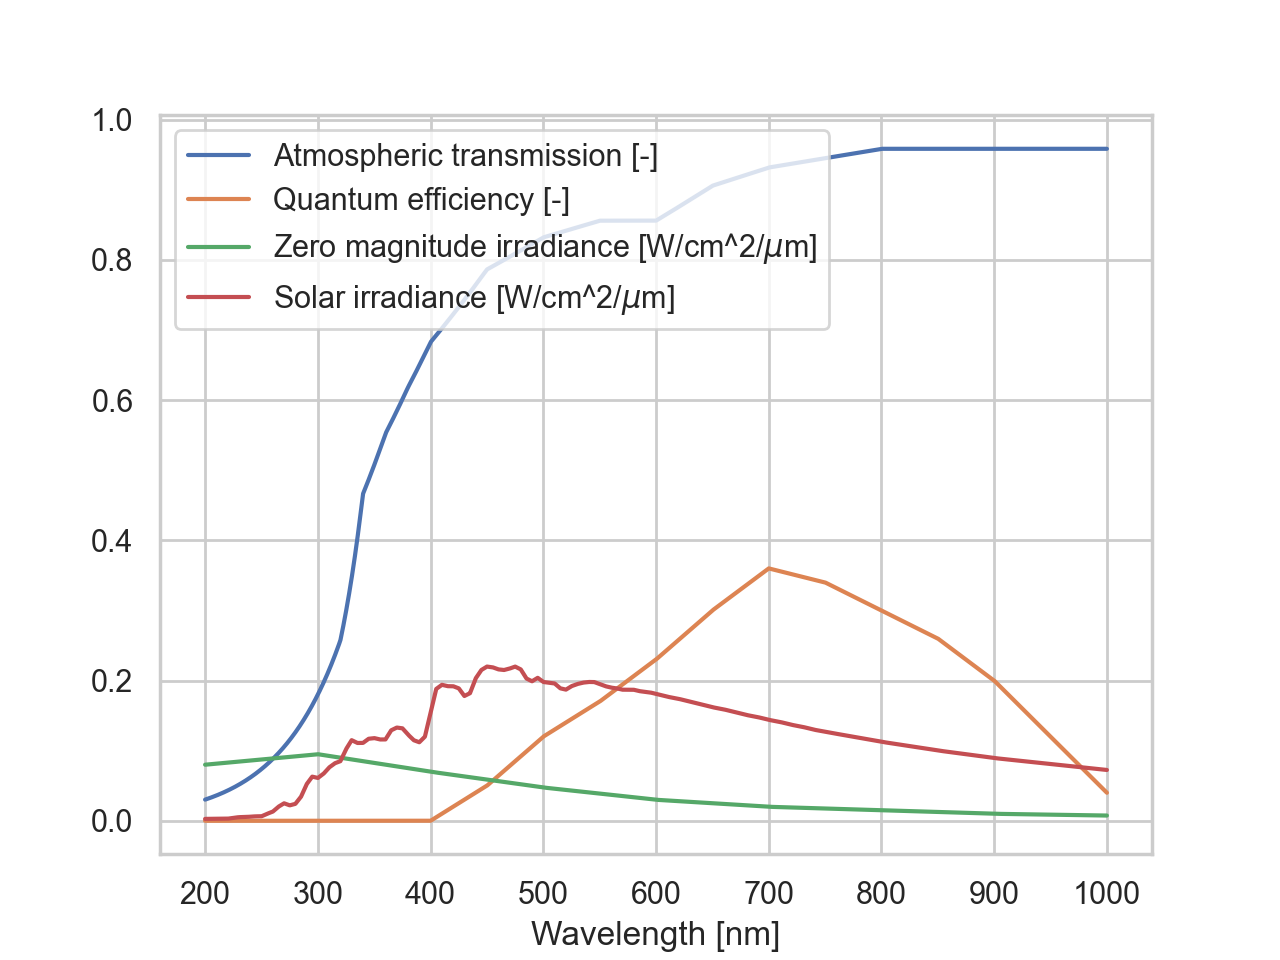 1.0
0.8
0.6
0.4
0.2
0.0
Atmospheric transmission [-]
Quantum efficiency [-]
Zero magnitude irradiance [W/cm^2/μm]
Solar irradiance [W/cm^2/μm]
200 300 400 500 600 700 800 900 1000
Wavelength [nm]